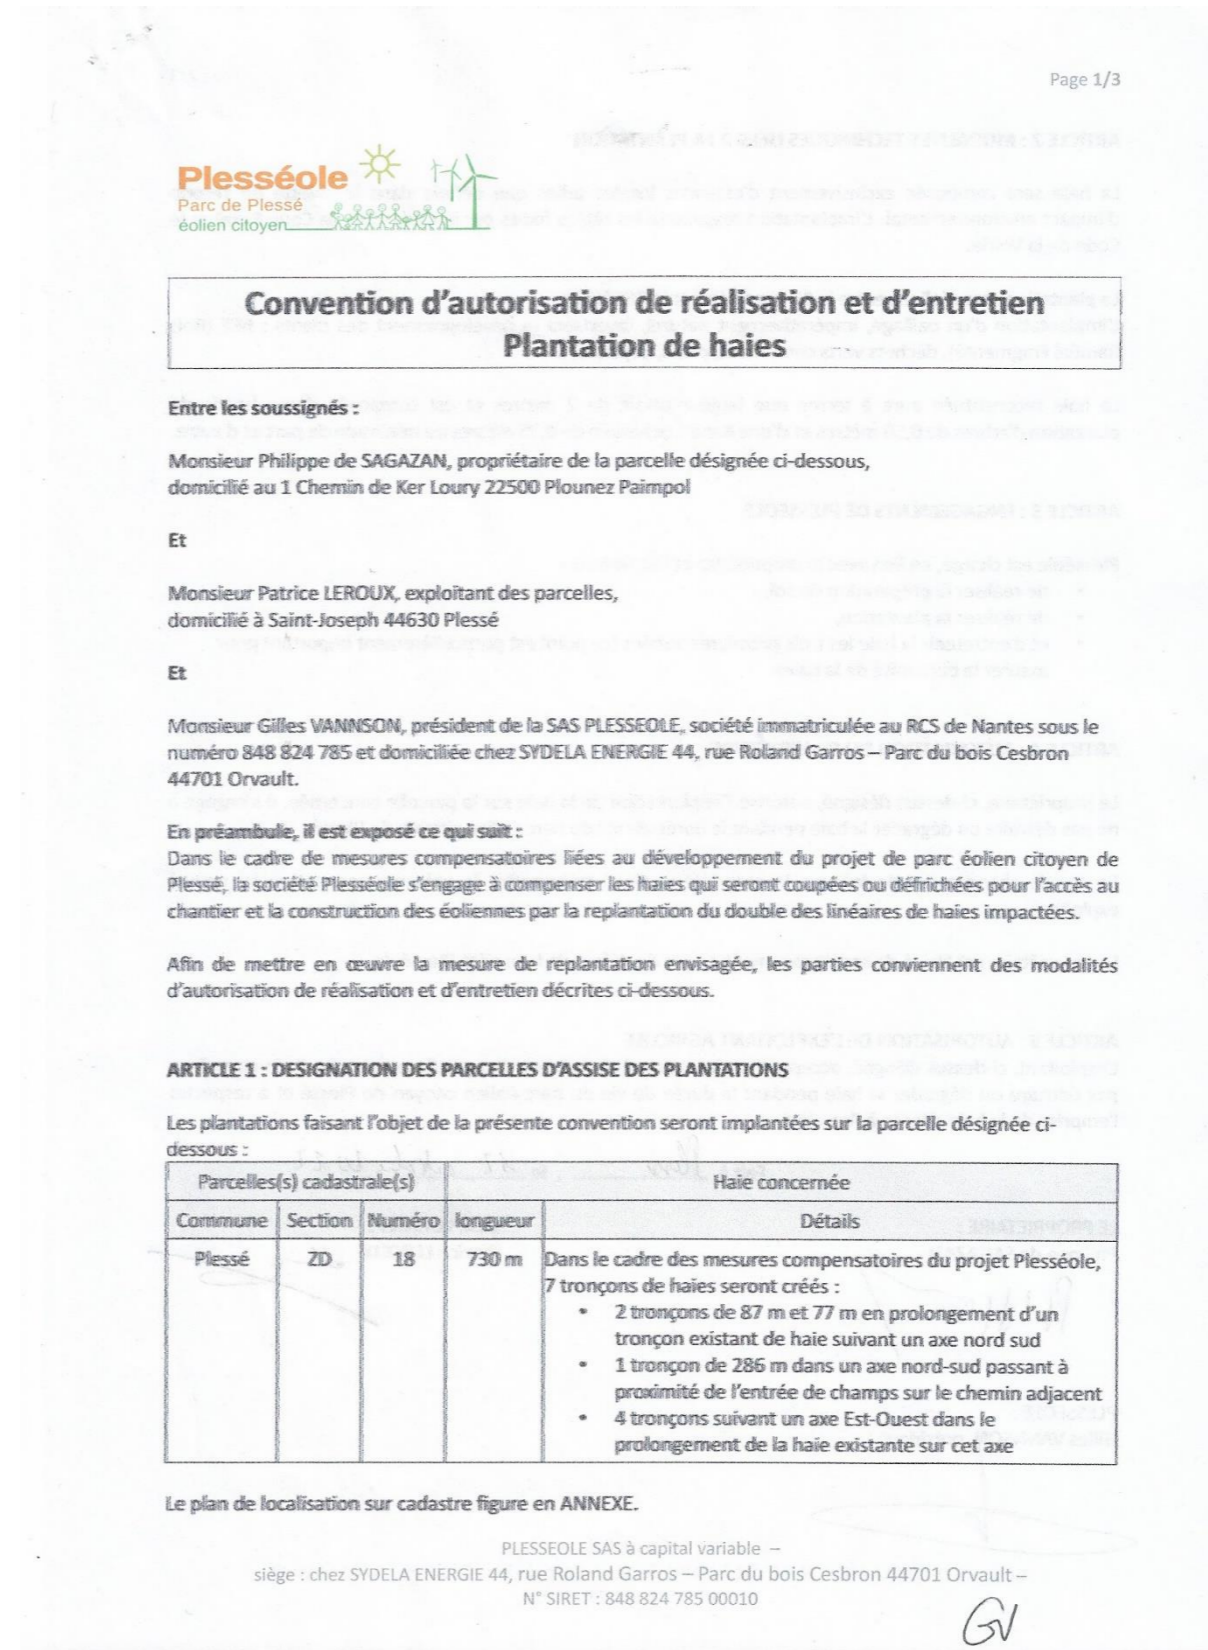 Page 1/3
Plesséole
Parc de Plessé
éolien citoyen
Convention d'autorisation de réalisation et d'entretien
Plantation de haies
Entre les soussignés :
Monsieur Philippe de SAGAZAN, propriétaire de la parcelle désignée ci-dessous,
domicilié au 1 Chemin de Ker Loury 22500 Plounez Paimpol
Et
Monsieur Patrice LEROUX, exploitant des parcelles,
domicilié à Saint-Joseph 44630 Plessé
Et
Monsieur Gilles VANNSON, président de la SAS PLESSEOLE, société immatriculée au RCS de Nantes sous le
numéro 848 824 785 et domiciliée chez SYDELA ENERGIE 44, rue Roland Garros – Parc du bois Cesbron
44701 Orvault.
En préambule, il est exposé ce qui suit :
Dans le cadre de mesures compensatoires liées au développement du projet de parc éolien citoyen de
Plessé, la société Plesséole s'engage à compenser les haies qui seront coupées ou défrichées pour l'accès au
chantier et la construction des éoliennes par la replantation du double des linéaires de haies impactées.
Afin de mettre en œuvre la mesure de replantation envisagée, les parties conviennent des modalités
d'autorisation de réalisation et d'entretien décrites ci-dessous.
ARTICLE 1 : DESIGNATION DES PARCELLES D'ASSISE DES PLANTATIONS
Les plantations faisant l'objet de la présente convention seront implantées sur la parcelle désignée ci-
dessous :
Parcelles(s) cadastrale(s) Haie concernée
Commune Section Numéro longueur Détails
Plessé ZD 18 730 m Dans le cadre des mesures compensatoires du projet Plesséole,
7 tronçons de haies seront créés :
• 2 tronçons de 87 m et 77 m en prolongement d'un
tronçon existant de haie suivant un axe nord sud
• 1 tronçon de 286 m dans un axe nord-sud passant à
proximité de l'entrée de champs sur le chemin adjacent
• 4 tronçons suivant un axe Est-Ouest dans le
prolongement de la haie existante sur cet axe
Le plan de localisation sur cadastre figure en ANNEXE.
PLESSEOLE SAS à capital variable –
siège : chez SYDELA ENERGIE 44, rue Roland Garros – Parc du bois Cesbron 44701 Orvault –
N° SIRET : 848 824 785 00010
GV